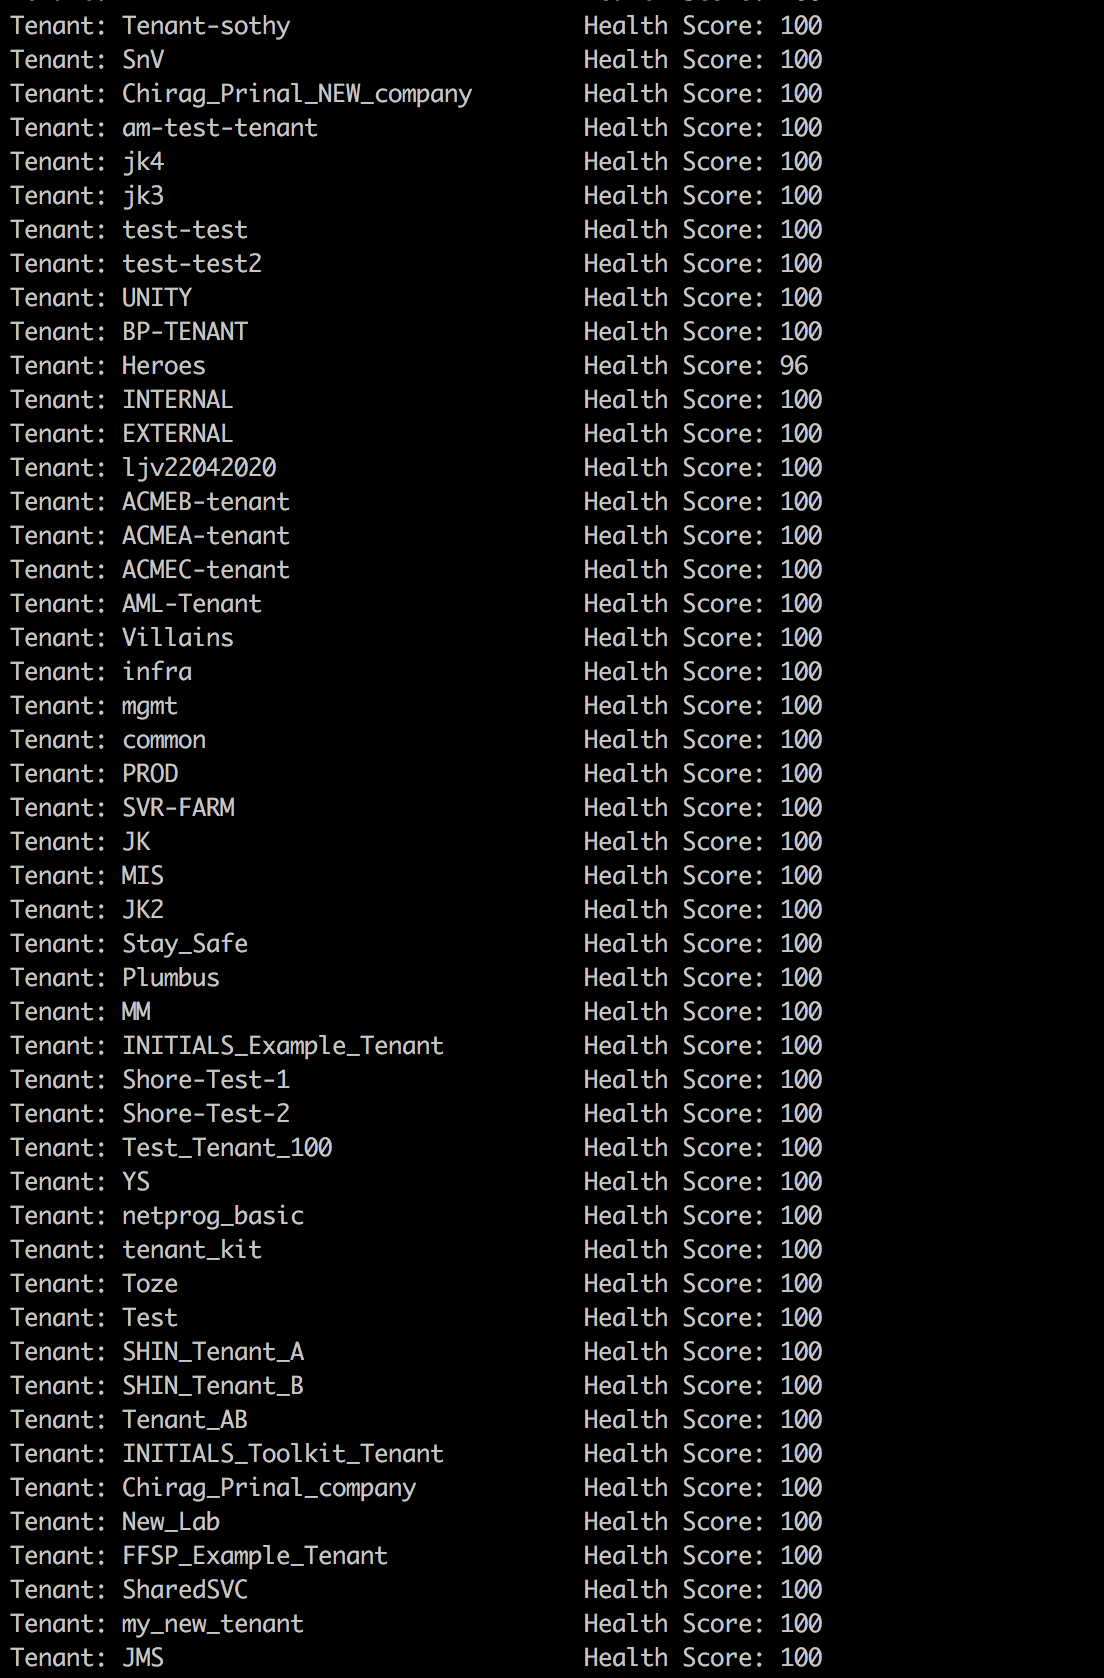 Tenant: Tenant-sothy Health Score: 100
Tenant: SnV Health Score: 100
Tenant: Chirag_Prinal_NEW_company Health Score: 100
Tenant: am-test-tenant Health Score: 100
Tenant: jk4 Health Score: 100
Tenant: jk3 Health Score: 100
Tenant: test-test Health Score: 100
Tenant: test-test2 Health Score: 100
Tenant: UNITY Health Score: 100
Tenant: BP-TENANT Health Score: 100
Tenant: Heroes Health Score: 96
Tenant: INTERNAL Health Score: 100
Tenant: EXTERNAL Health Score: 100
Tenant: ljv22042020 Health Score: 100
Tenant: ACMEB-tenant Health Score: 100
Tenant: ACMEA-tenant Health Score: 100
Tenant: ACMEC-tenant Health Score: 100
Tenant: AML-Tenant Health Score: 100
Tenant: Villains Health Score: 100
Tenant: infra Health Score: 100
Tenant: mgmt Health Score: 100
Tenant: common Health Score: 100
Tenant: PROD Health Score: 100
Tenant: SVR-FARM Health Score: 100
Tenant: JK Health Score: 100
Tenant: MIS Health Score: 100
Tenant: JK2 Health Score: 100
Tenant: Stay_Safe Health Score: 100
Tenant: Plumbus Health Score: 100
Tenant: MM Health Score: 100
Tenant: INITIALS_Example_Tenant Health Score: 100
Tenant: Shore-Test-1 Health Score: 100
Tenant: Shore-Test-2 Health Score: 100
Tenant: Test_Tenant_100 Health Score: 100
Tenant: YS Health Score: 100
Tenant: netprog_basic Health Score: 100
Tenant: tenant_kit Health Score: 100
Tenant: Toze Health Score: 100
Tenant: Test Health Score: 100
Tenant: SHIN_Tenant_A Health Score: 100
Tenant: SHIN_Tenant_B Health Score: 100
Tenant: Tenant_AB Health Score: 100
Tenant: INITIALS_Toolkit_Tenant Health Score: 100
Tenant: Chirag_Prinal_company Health Score: 100
Tenant: New_Lab Health Score: 100
Tenant: FFSP_Example_Tenant Health Score: 100
Tenant: SharedSVC Health Score: 100
Tenant: my_new_tenant Health Score: 100
Tenant: JMS Health Score: 100